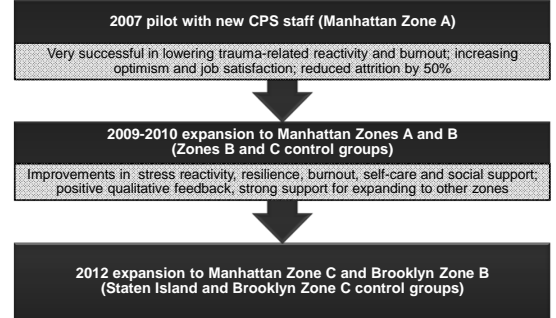 2007 pilot with new CPS staff (Manhattan Zone A)
Very successful in lowering trauma-related reactivity and burnout; increasing
optimism and job satisfaction; reduced attrition by 50%
2009-2010 expansion to Manhattan Zones A and B
(Zones B and C control groups)
Improvements in  stress reactivity, resilience, burnout, self-care and social support;
positive qualitative feedback, strong support for expanding to other zones
2012 expansion to Manhattan Zone C and Brooklyn Zone B
(Staten Island and Brooklyn Zone C control groups)